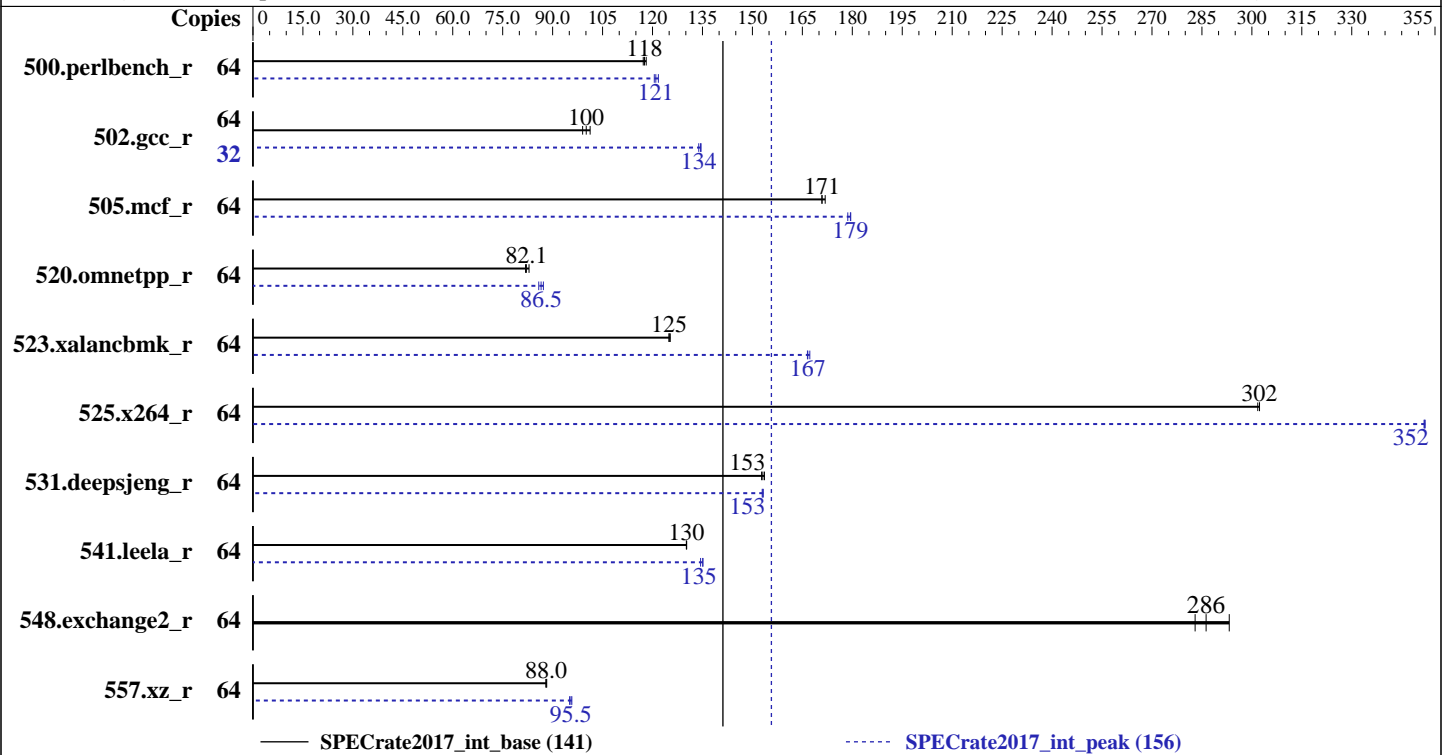 Copies 0 15.0 30.0 45.0 60.0 75.0 90.0 105 120 135 150 165 180 195 210 225 240 255 270 285 300 315 330 355
500.perlbench_r 64 118
121
502.gcc_r 64 100
32 134
505.mcf_r 64 171
179
520.omnetpp_r 64 82.1
86.5
523.xalancbmk_r 64 125
167
525.x264_r 64 302
352
531.deepsjeng_r 64 153
153
541.leela_r 64 130
135
548.exchange2_r 64 286
557.xz_r 64 88.0
95.5
SPECrate2017_int_base (141) SPECrate2017_int_peak (156)